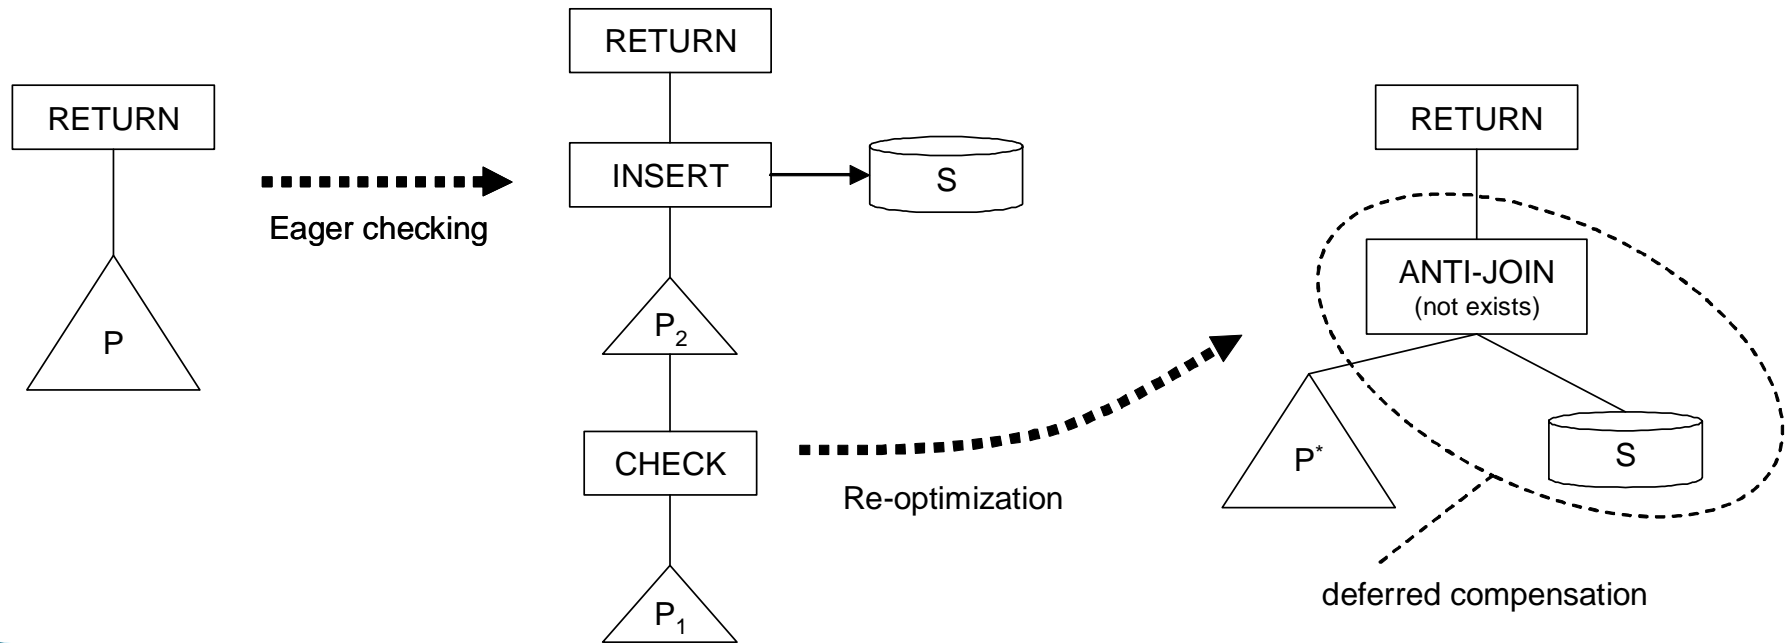 RETURN
P
Eager checking
RETURN
INSERT
S
P₂
CHECK
P₁
Re-optimization
RETURN
ANTI-JOIN
(not exists)
P*
S
deferred compensation